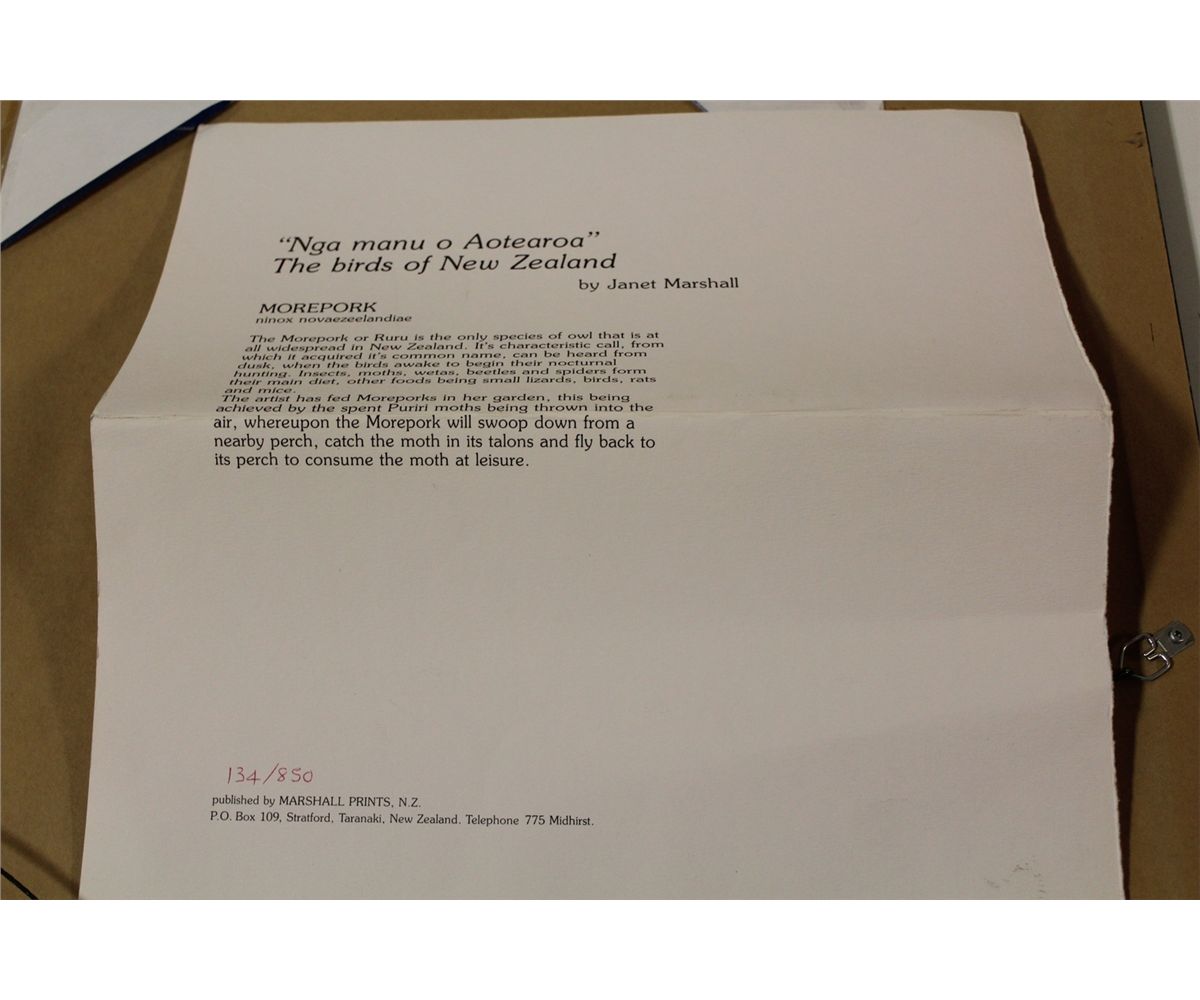 “Nga manu o Aotearoa”
The birds of New Zealand
by Janet Marshall
MOREPORK
ninox novaezeelandiae
The Morepork or Ruru is the only species of owl that is at
all widespread in New Zealand. It's characteristic call, from
which it acquired it's common name, can be heard from
dusk, when the birds awake to begin their nocturnal
hunting. Insects, moths, wetas, beetles and spiders form
their main diet, other foods being small lizards, birds, rats
and mice.
The artist has fed Moreporks in her garden, this being
achieved by the spent Puriri moths being thrown into the
air, whereupon the Morepork will swoop down from a
nearby perch, catch the moth in its talons and fly back to
its perch to consume the moth at leisure.
134/850
published by MARSHALL PRINTS, N.Z.
P.O. Box 109, Stratford, Taranaki, New Zealand. Telephone 775 Midhirst.